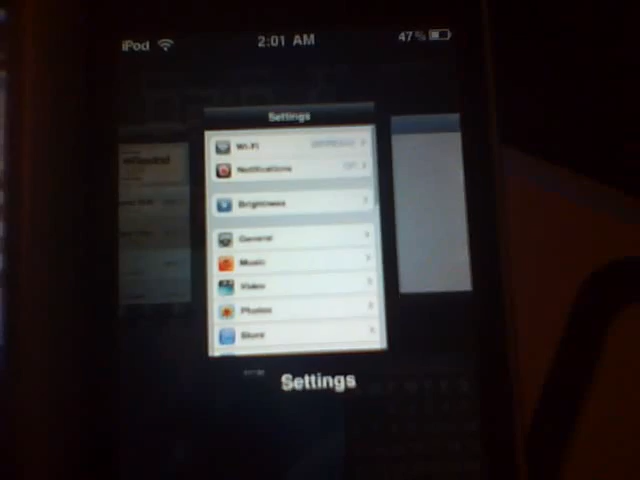 iPod 2:01 AM 47%
Settings
Wi-Fi
Notifications
Brightness
General
Music
Video
Photos
Store
Settings